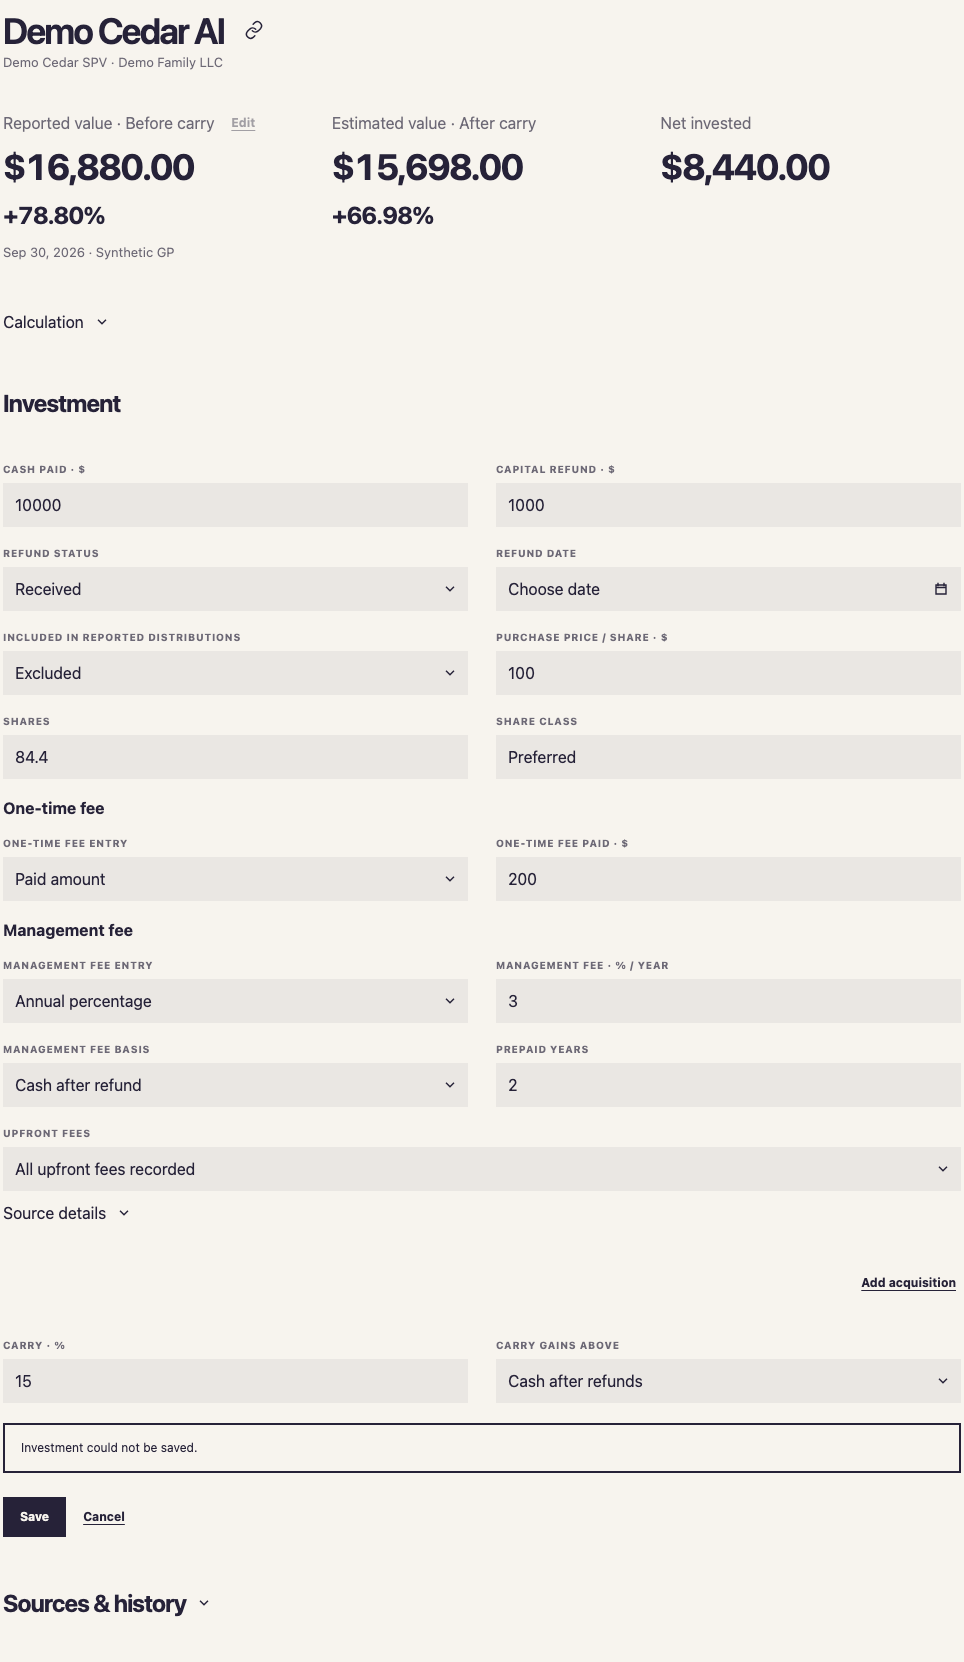 Demo Cedar AI
Demo Cedar SPV · Demo Family LLC
Reported value · Before carry Edit
$16,880.00
+78.80%
Sep 30, 2026 · Synthetic GP
Estimated value · After carry
$15,698.00
+66.98%
Net invested
$8,440.00
Calculation
Investment
CASH PAID · $
10000
CAPITAL REFUND · $
1000
REFUND STATUS
Received
REFUND DATE
Choose date
INCLUDED IN REPORTED DISTRIBUTIONS
Excluded
PURCHASE PRICE / SHARE · $
100
SHARES
84.4
SHARE CLASS
Preferred
One-time fee
ONE-TIME FEE ENTRY
Paid amount
ONE-TIME FEE PAID · $
200
Management fee
MANAGEMENT FEE ENTRY
Annual percentage
MANAGEMENT FEE · % / YEAR
3
MANAGEMENT FEE BASIS
Cash after refund
PREPAID YEARS
2
UPFRONT FEES
All upfront fees recorded
Source details
Add acquisition
CARRY · %
15
CARRY GAINS ABOVE
Cash after refunds
Investment could not be saved.
Save
Cancel
Sources & history